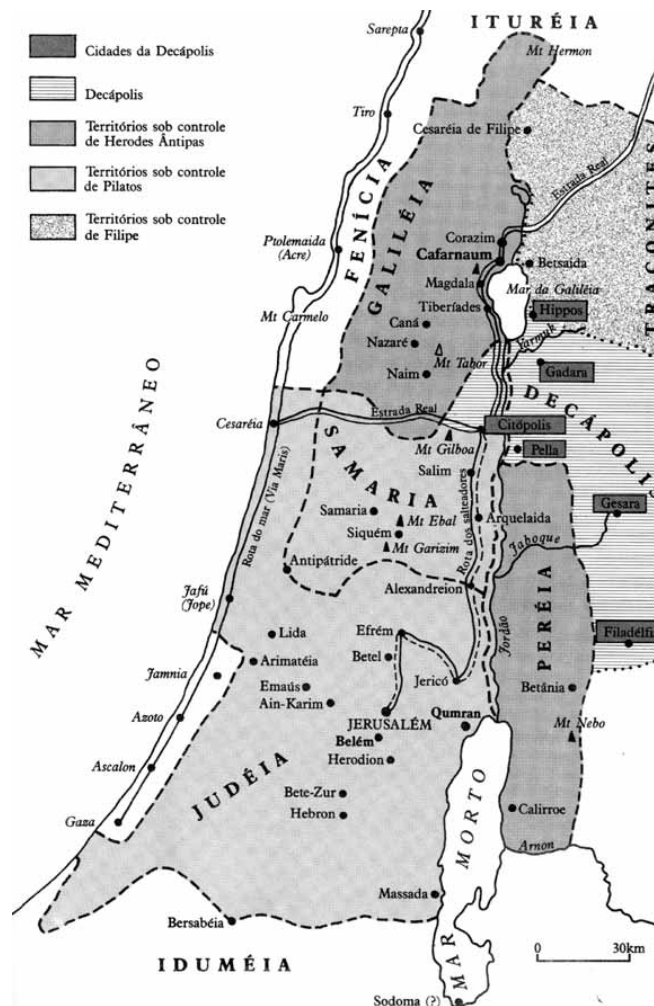 Cidades da Decápolis
Decápolis
Territórios sob controle
de Herodes Ântipas
Territórios sob controle
de Pilatos
Territórios sob controle
de Filipe
Sarepta
ITURÉIA
Mt Hermon
Tiro
Cesaréia de Filipe
TRACONITES
FENÍCIA
GALILÉIA
Estrada Real
Ptolemaida
(Acre)
Corazim
Cafarnaum
Betsaida
Magdala
Mar da Galiléia
Mt Carmelo
Tiberíades
Hippos
Caná
Yarmuk
Nazaré
Mt Tabor
Gadara
Naim
DECÁPOLIS
Estrada Real
Cesaréia
Citópolis
Mt Gilboa
Pella
MAR MEDITERRÂNEO
Rota do mar (Via Maris)
SAMARIA
Salim
Rota dos salteadores
Gesara
Samaria
Mt Ebal
Arquelaida
Siquém
Mt Garizim
Jaboque
Antipátride
Alexandreion
Jafú
(Jope)
PERÉIA
Jordão
Lida
Efrém
Filadélfi
Arimatéia
Betel
Jamnia
Jericó
Emaús
Betânia
Ain-Karim
Azoto
JERUSALÉM
Qumran
Mt Nebo
Belém
Ascalon
Herodion
JUDÉIA
Bete-Zur
Hebron
Calirroe
Gaza
Arnon
MAR MORTO
Massada
Bersabéia
IDUMÉIA
0 30km
Sodoma (?)